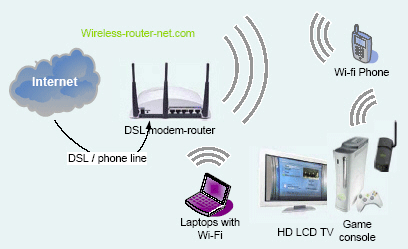 Wireless-router-net.com
Internet
Wi-fi Phone
DSL modem-router
DSL / phone line
Laptops with
Wi-Fi
HD LCD TV
Game
console